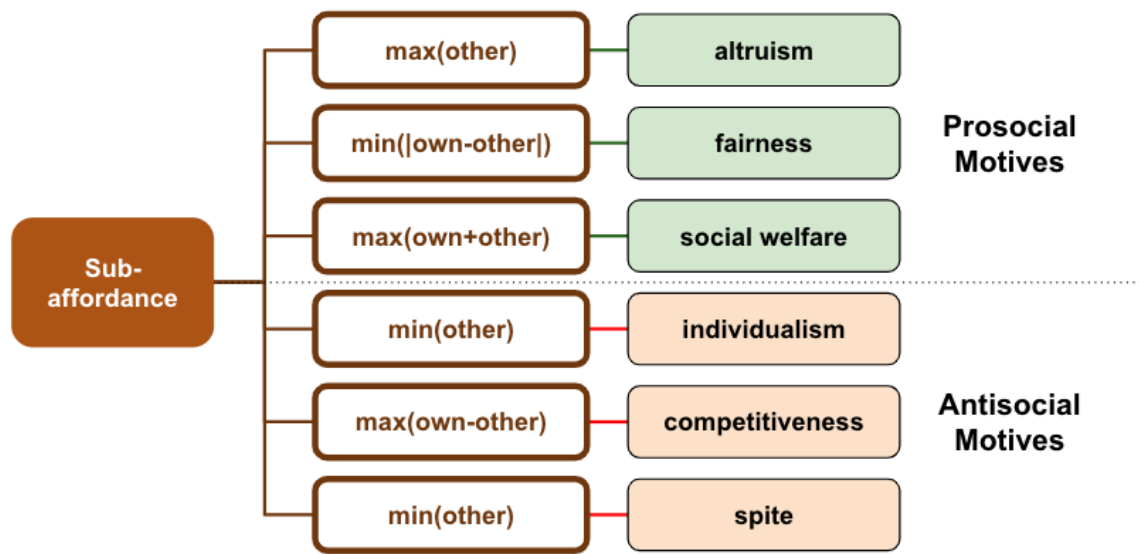 max(other)
altruism
min(|own-other|)
fairness
Prosocial
Motives
max(own+other)
social welfare
Sub-
affordance
min(other)
individualism
max(own-other)
competitiveness
Antisocial
Motives
min(other)
spite